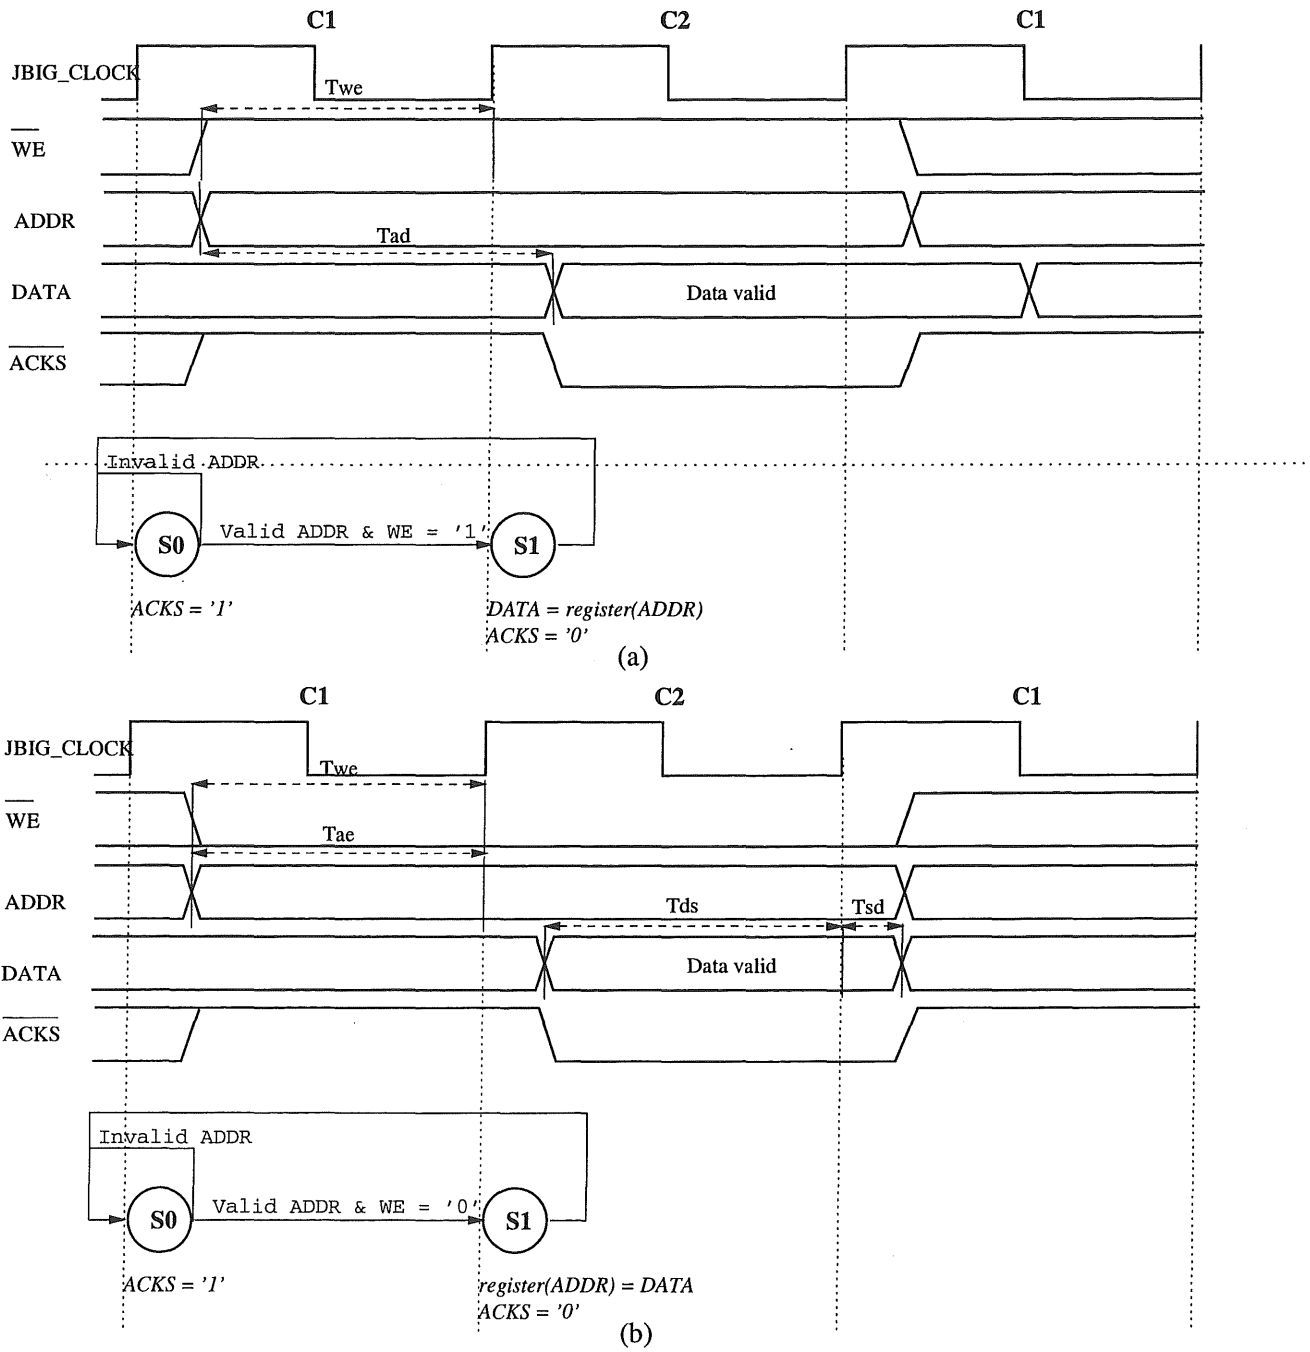 C1 C2 C1
JBIG_CLOCK
Twe
WE
ADDR
Tad
DATA Data valid
ACKS
Invalid ADDR
S0 Valid ADDR & WE = '1' S1
ACKS = '1' DATA = register(ADDR)
ACKS = '0'
(a)
C1 C2 C1
JBIG_CLOCK
Twe
WE
Tae
ADDR Tds Tsd
DATA Data valid
ACKS
Invalid ADDR
S0 Valid ADDR & WE = '0' S1
ACKS = '1' register(ADDR) = DATA
ACKS = '0'
(b)